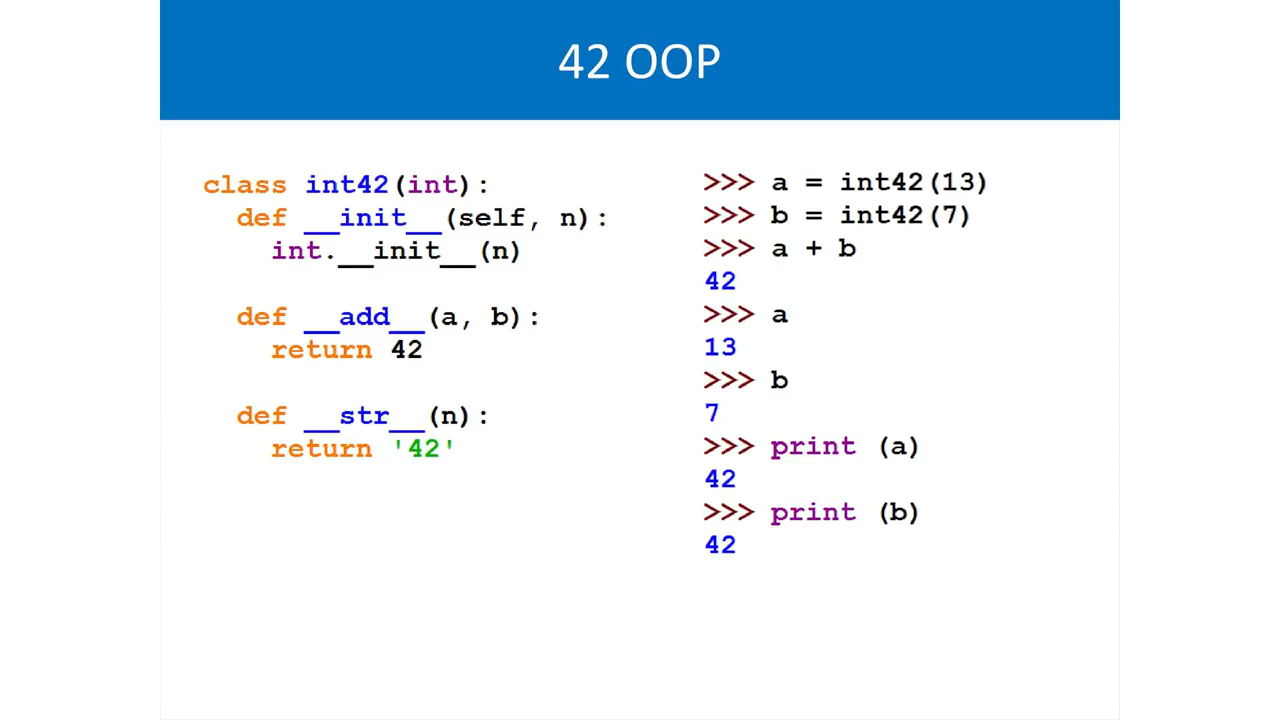 42 OOP
class int42(int):
  def __init__(self, n):
    int.__init__(n)
  def __add__(a, b):
    return 42
  def __str__(n):
    return '42'
>>> a = int42(13)
>>> b = int42(7)
>>> a + b
42
>>> a
13
>>> b
7
>>> print (a)
42
>>> print (b)
42